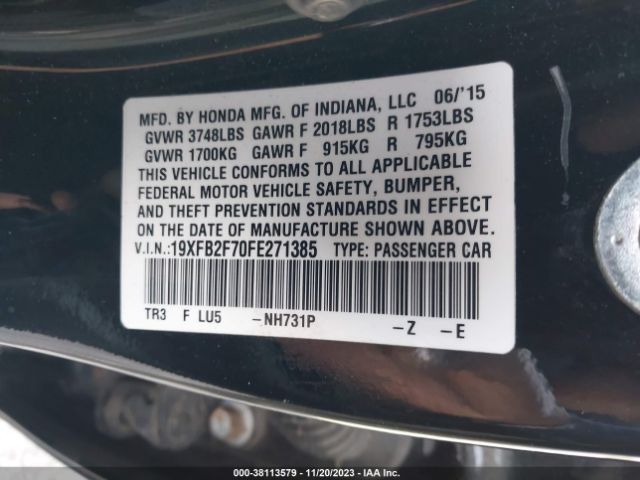 MFD. BY HONDA MFG. OF INDIANA, LLC 06/'15
GVWR 3748LBS GAWR F 2018LBS R 1753LBS
GVWR 1700KG GAWR F 915KG R 795KG
THIS VEHICLE CONFORMS TO ALL APPLICABLE
FEDERAL MOTOR VEHICLE SAFETY, BUMPER,
AND THEFT PREVENTION STANDARDS IN EFFECT
ON THE DATE OF MANUFACTURE SHOWN ABOVE.
V.I.N.:19XFB2F70FE271385 TYPE: PASSENGER CAR
TR3 F LU5 -NH731P -Z -E
000-38113579 — 11/20/2023 — IAA Inc.